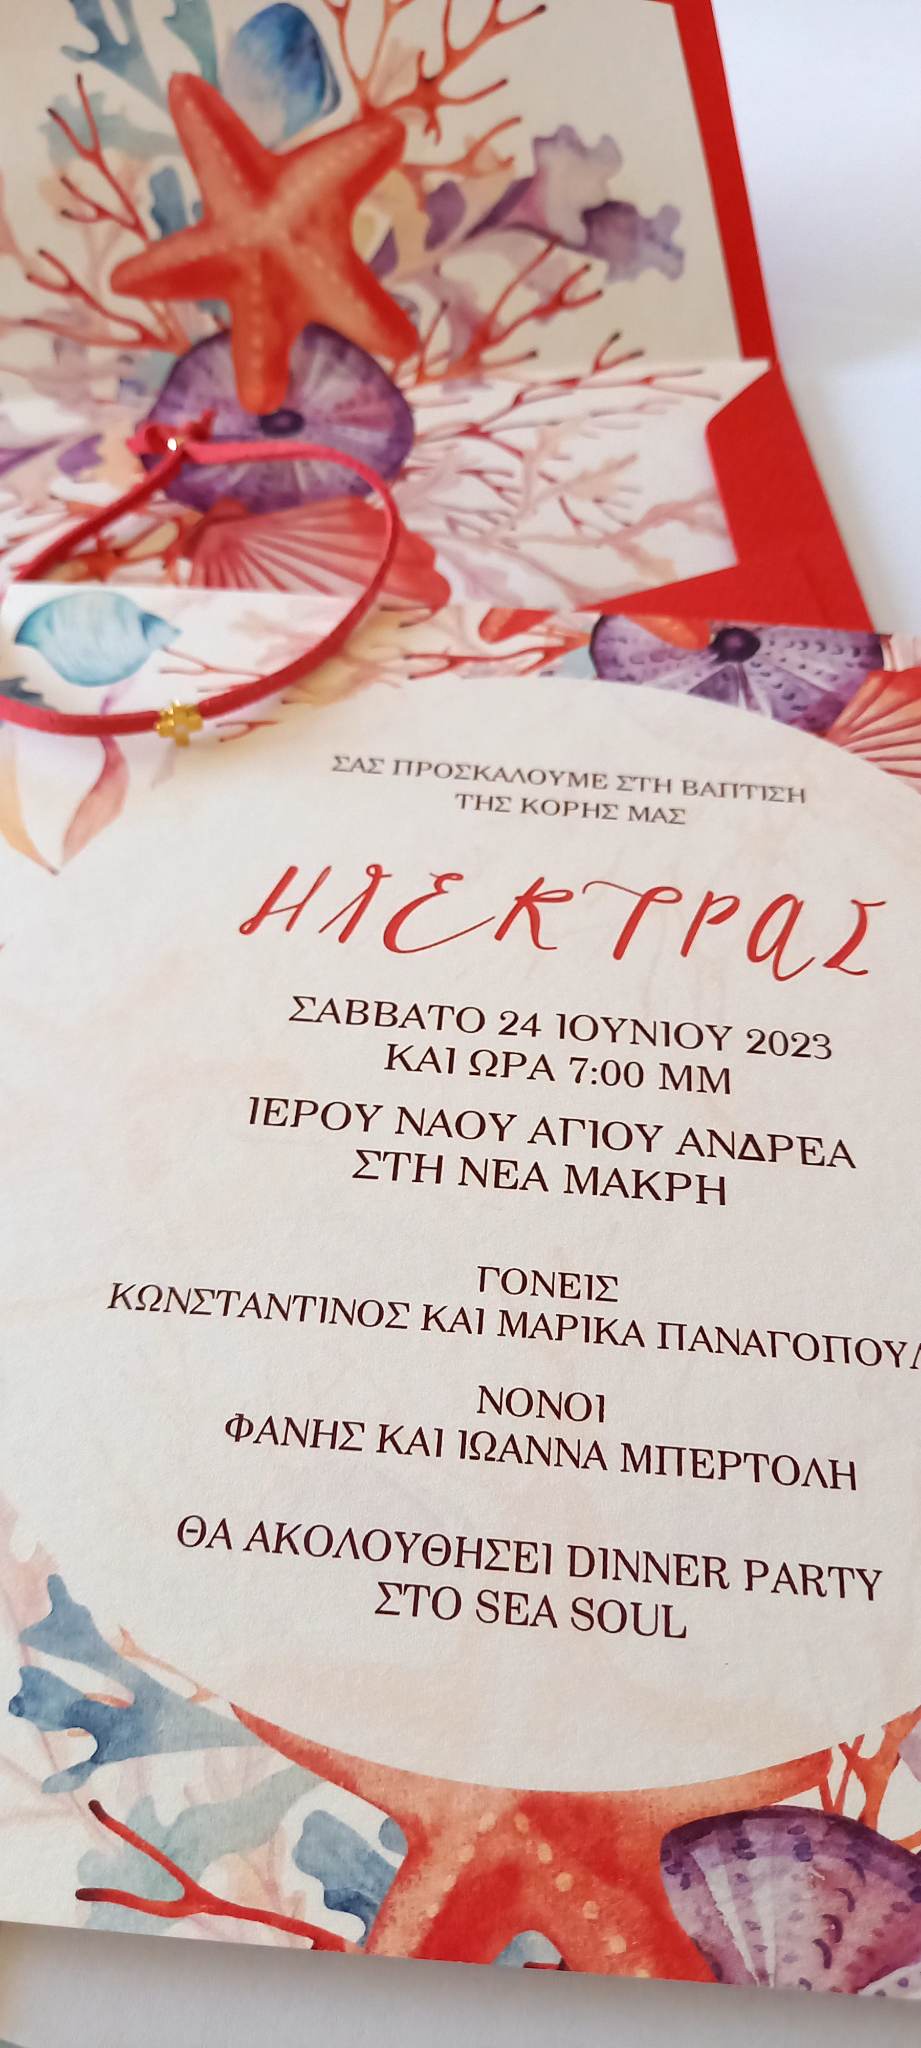 ΣΑΣ ΠΡΟΣΚΑΛΟΥΜΕ ΣΤΗ ΒΑΠΤΙΣΗ
ΤΗΣ ΚΟΡΗΣ ΜΑΣ
ΗΛΕΚΤΡΑΣ
ΣΑΒΒΑΤΟ 24 ΙΟΥΝΙΟΥ 2023
ΚΑΙ ΩΡΑ 7:00 ΜΜ
ΙΕΡΟΥ ΝΑΟΥ ΑΓΙΟΥ ΑΝΔΡΕΑ
ΣΤΗ ΝΕΑ ΜΑΚΡΗ
ΓΟΝΕΙΣ
ΚΩΝΣΤΑΝΤΙΝΟΣ ΚΑΙ ΜΑΡΙΚΑ
ΝΟΝΟΙ
ΦΑΝΗΣ ΚΑΙ ΙΩΑΝΝΑ ΜΠΕΡΤΟΛΗ
ΘΑ ΑΚΟΛΟΥΘΗΣΕΙ DINNER PARTY
ΣΤΟ SEA SOUL